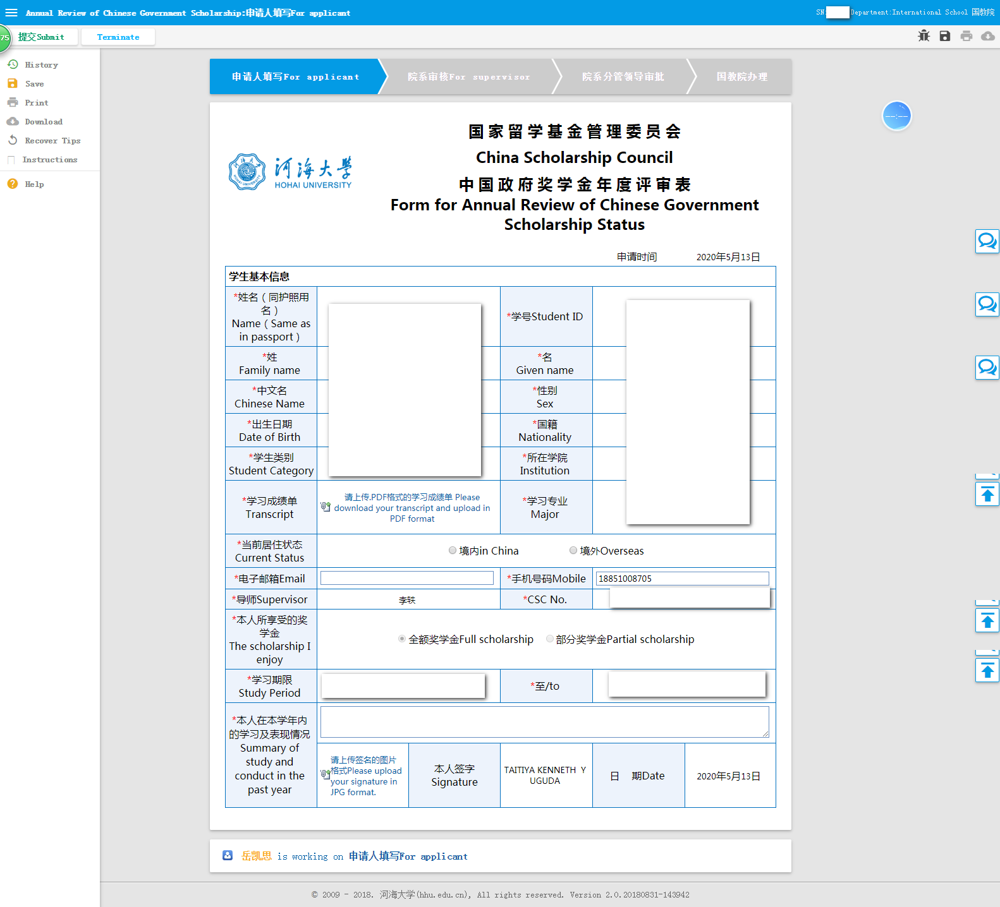 Annual Review of Chinese Government Scholarship:申请人填写For applicant
SN: Department:International School 国教院
75
提交Submit
Terminate
History
Save
Print
Download
Recover Tips
Instructions
Help
申请人填写For applicant
院系审核For supervisor
院系分管领导审批
国教院办理
--:--
河海大学
HOHAI UNIVERSITY
国家留学基金管理委员会
China Scholarship Council
中国政府奖学金年度评审表
Form for Annual Review of Chinese Government
Scholarship Status
申请时间 2020年5月13日
学生基本信息
*姓名（同护照用
名）
Name（Same as
in passport）
*学号Student ID
*姓
Family name
*名
Given name
*中文名
Chinese Name
*性别
Sex
*出生日期
Date of Birth
*国籍
Nationality
*学生类别
Student Category
*所在学院
Institution
*学习成绩单
Transcript
请上传.PDF格式的学习成绩单 Please
download your transcript and upload in
PDF format
*学习专业
Major
*当前居住状态
Current Status
境内in China
境外Overseas
*电子邮箱Email
*手机号码Mobile
18851008705
*导师Supervisor
李轶
*CSC No.
*本人所享受的奖
学金
The scholarship I
enjoy
全额奖学金Full scholarship
部分奖学金Partial scholarship
*学习期限
Study Period
*至/to
*本人在本学年内
的学习及表现情况
Summary of
study and
conduct in the
past year
请上传签名的图片
格式Please upload
your signature in
JPG format.
本人签字
Signature
TAITIYA KENNETH Y
UGUDA
日 期Date
2020年5月13日
岳凯思 is working on 申请人填写For applicant
© 2009 - 2018. 河海大学(hhu.edu.cn), All rights reserved. Version 2.0.20180831-143942